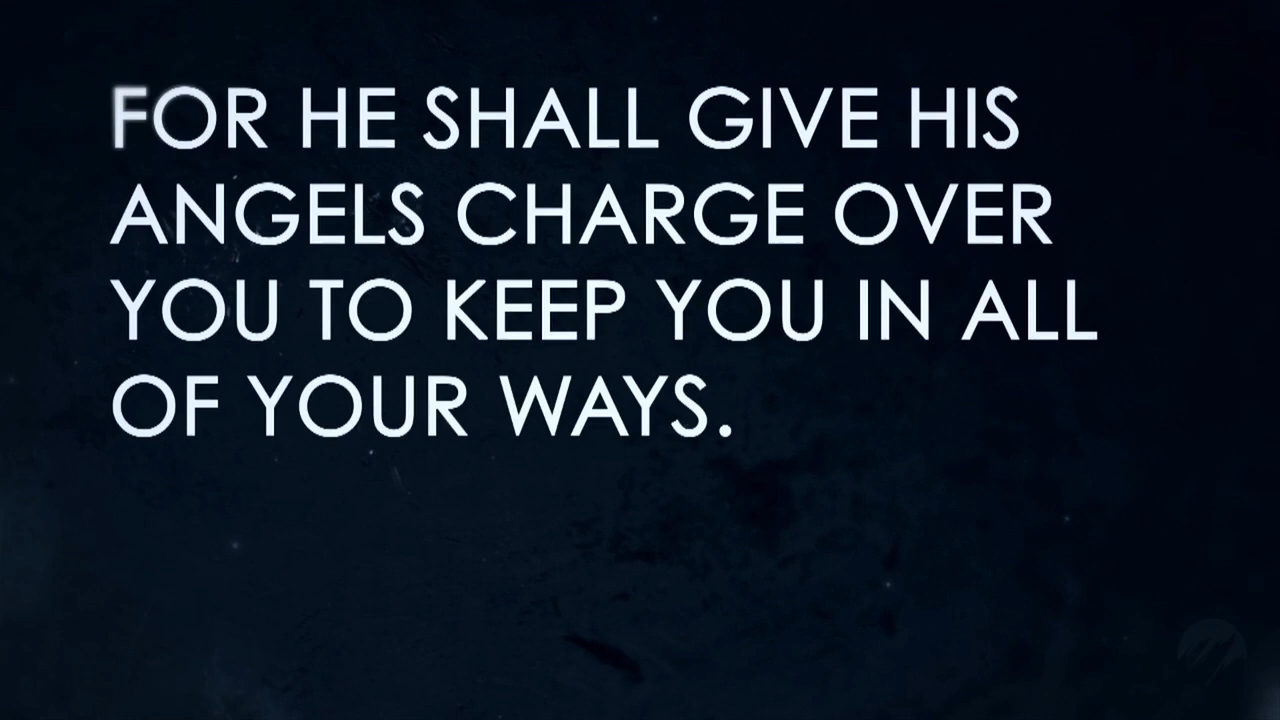 FOR HE SHALL GIVE HIS
ANGELS CHARGE OVER
YOU TO KEEP YOU IN ALL
OF YOUR WAYS.